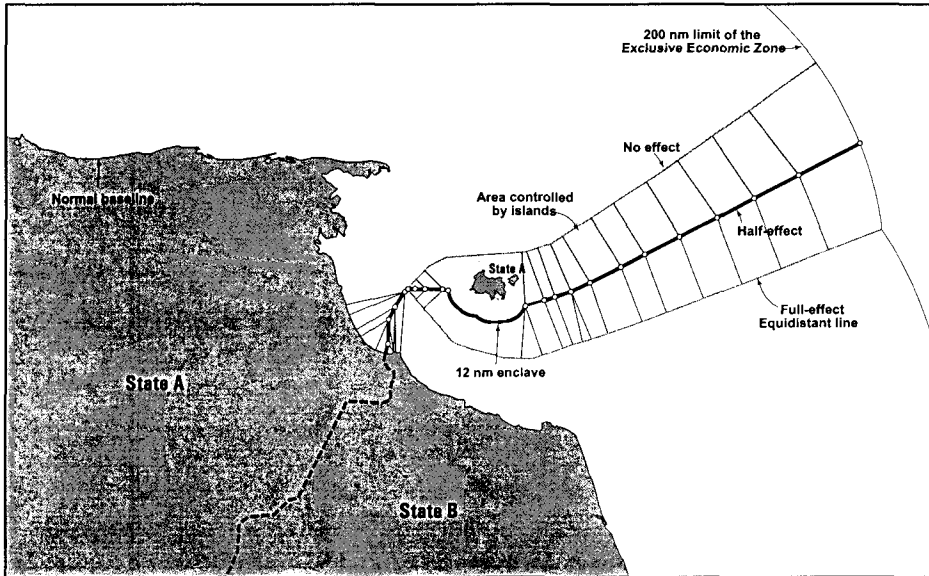 200 nm limit of the
Exclusive Economic Zone
No effect
Normal baseline
Area controlled
by islands
Half-effect
State A
Full-effect
Equidistant line
12 nm enclave
State A
State B